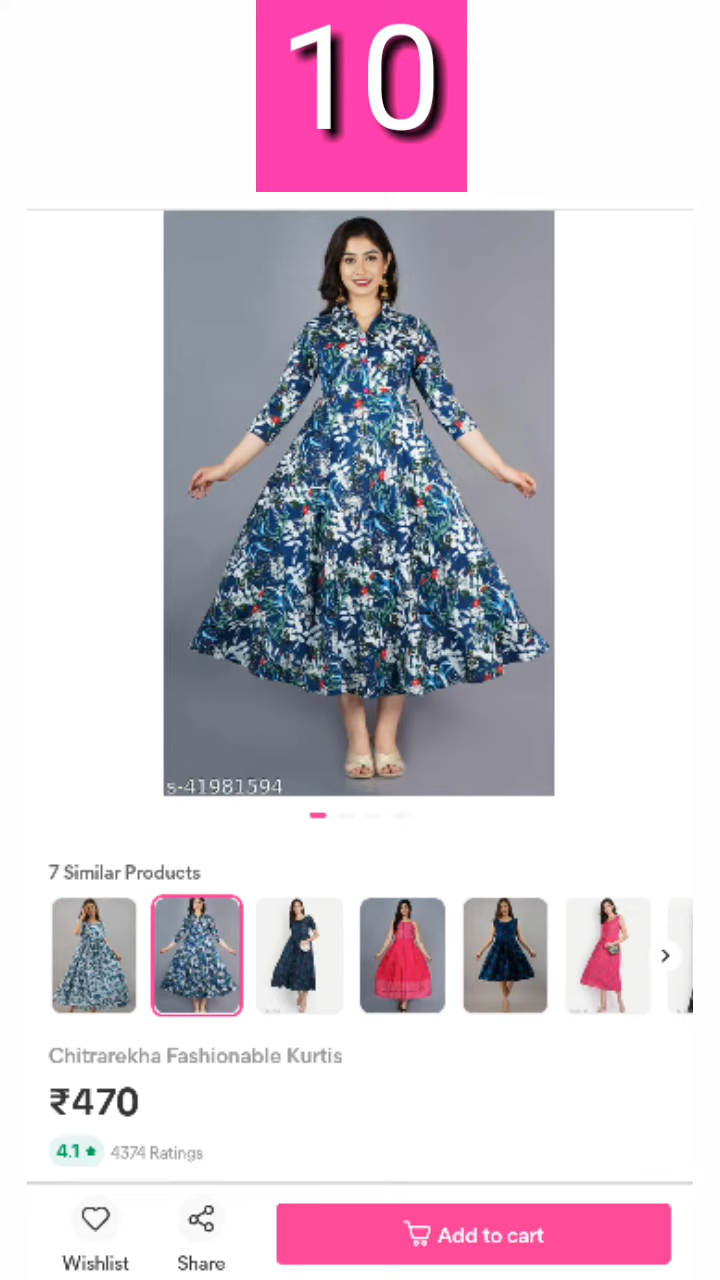 10
s-41981594
7 Similar Products
Chitrarekha Fashionable Kurtis
₹470
4.1 ★ 4374 Ratings
Wishlist
Share
Add to cart